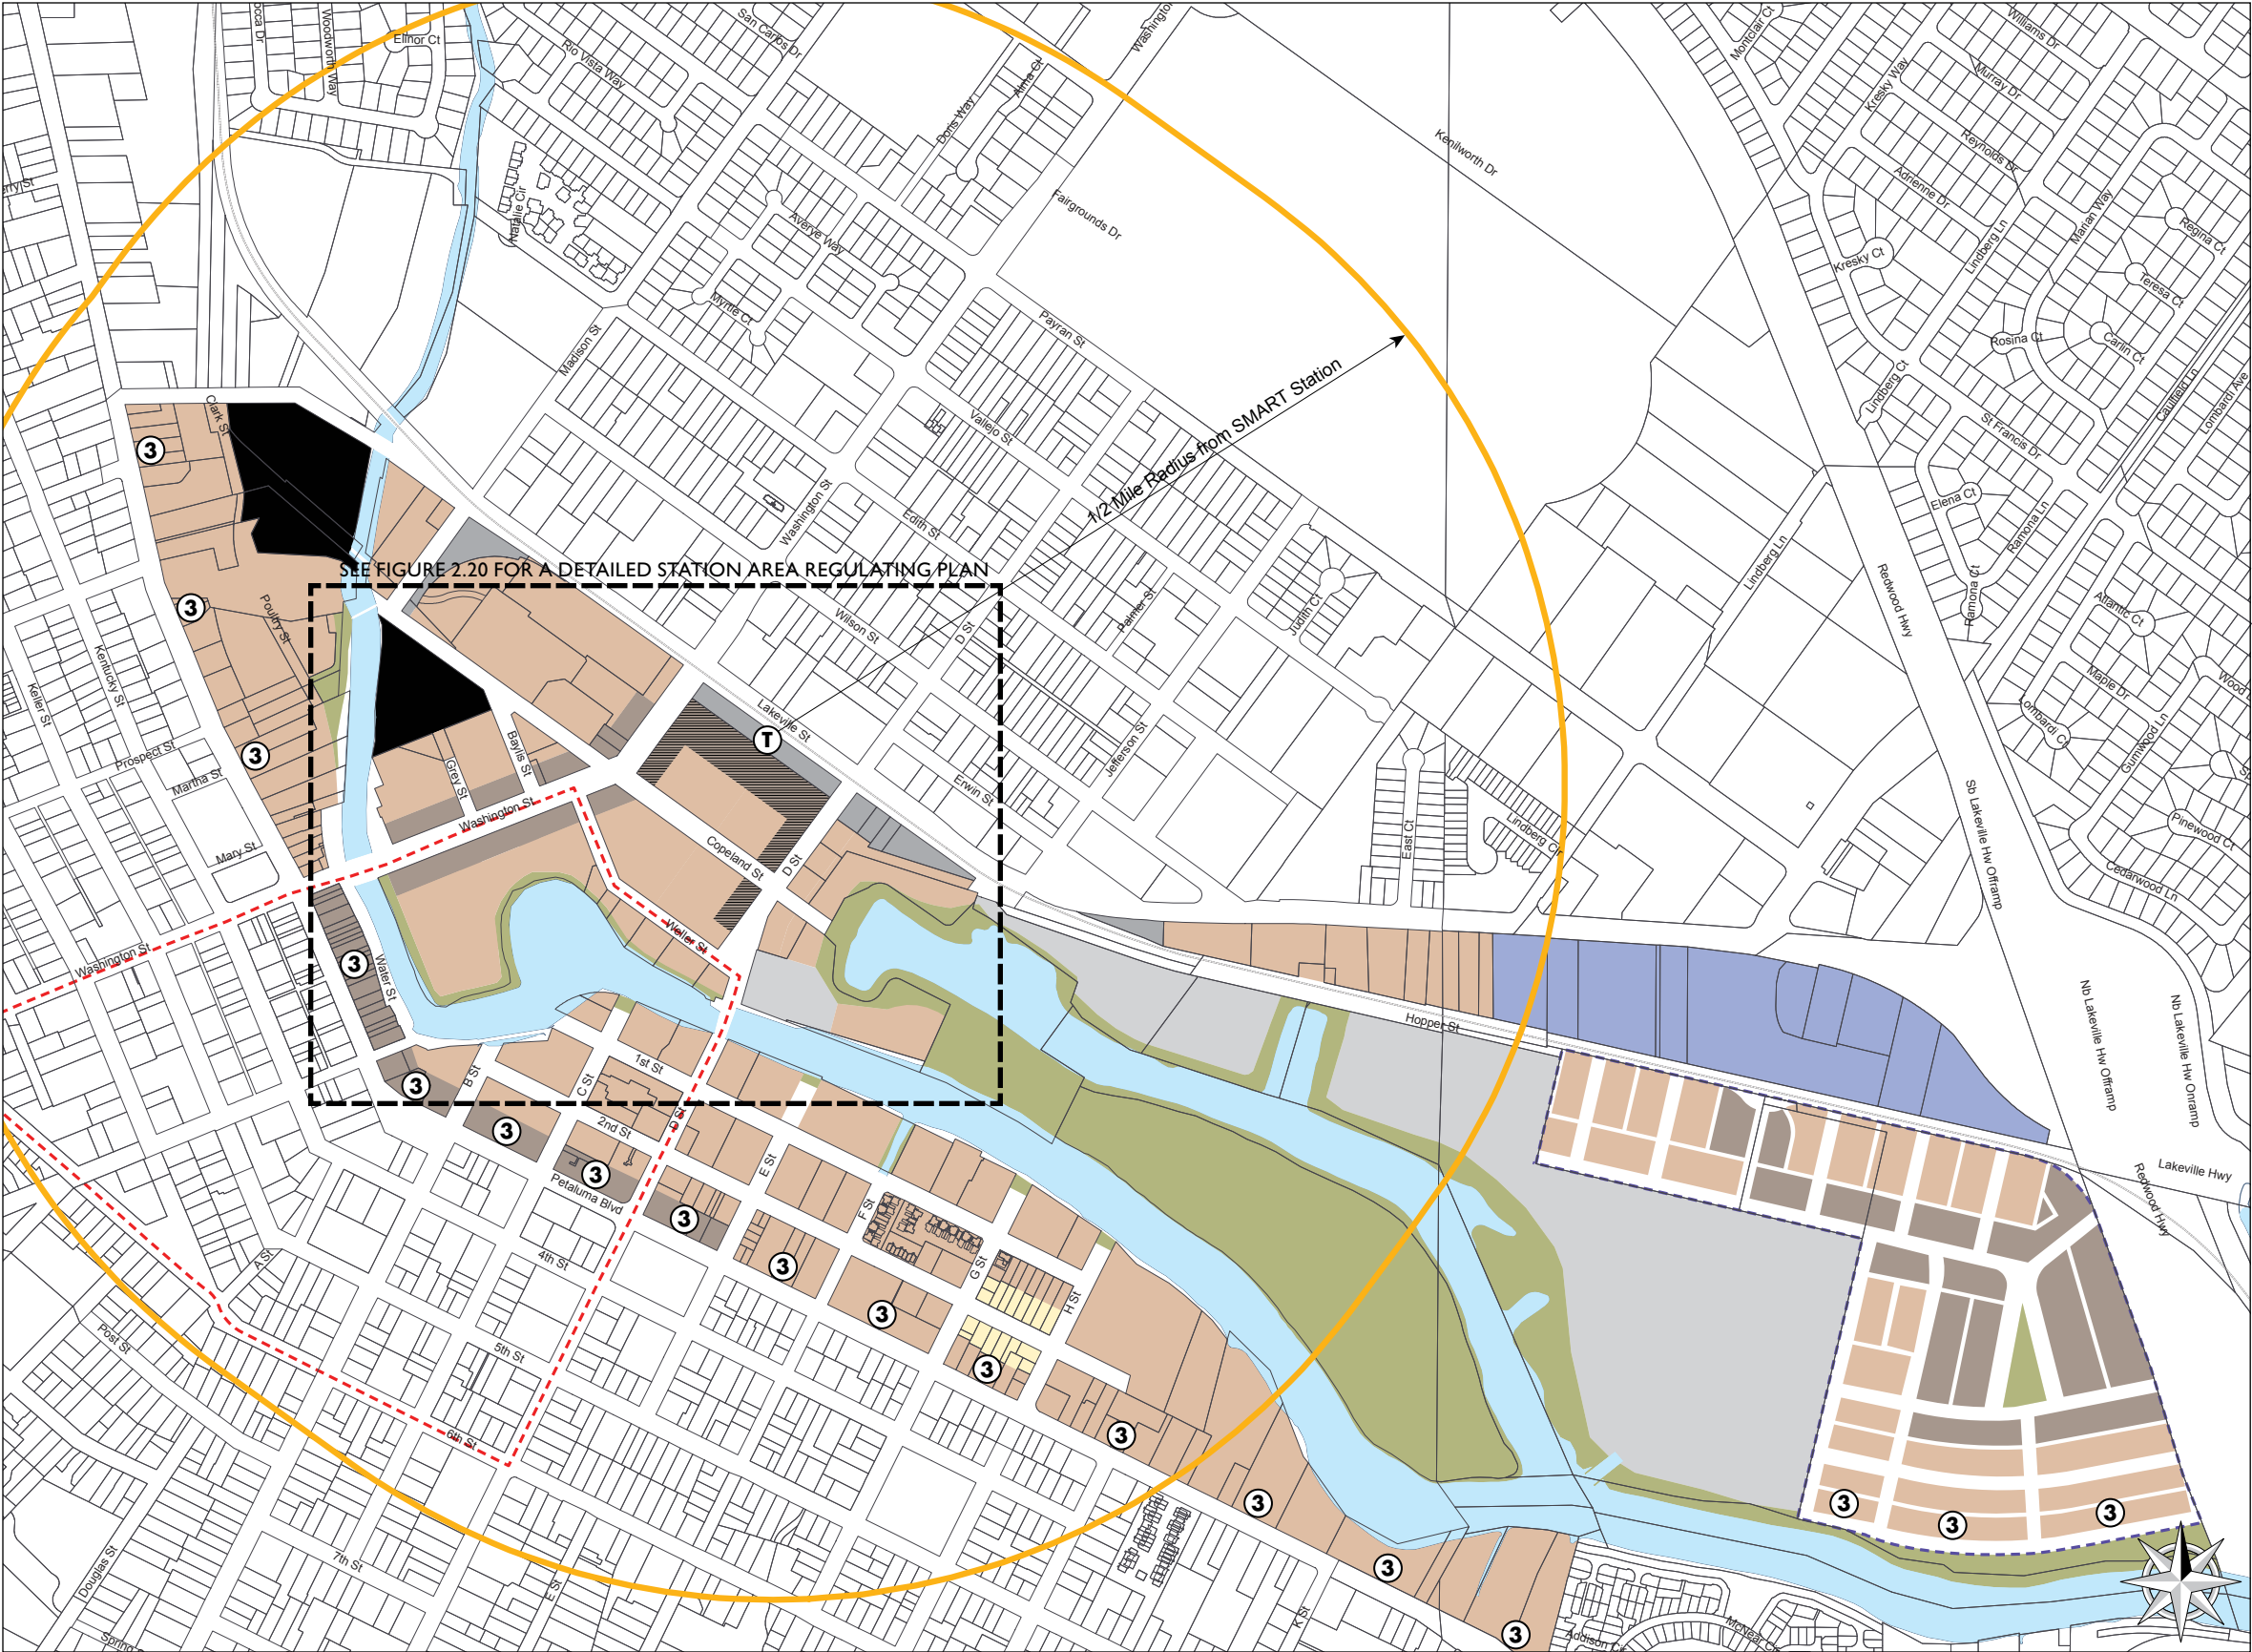 Woodworth Way
Elinor Ct
San Carlos Dr
Rio Vista Way
Washington
Montclair Ct
Williams Dr
Murray Dr
Kresky Way
Reynolds Dr
Adrienne Dr
Alma Ct
Doris Way
Kenilworth Dr
Natalie Cir
Averye Way
Fairgrounds Dr
Marian Way
Lindberg Ln
Regina Ct
Kresky Ct
Teresa Ct
Myrtle Ct
Madison St
Payran St
Rosina Ct
Carlin Ct
Caulfield Ln
Lombardi Ave
Lindberg Ct
1/2 Mile Radius from SMART Station
Clark St
3
Vallejo St
St Francis Dr
Washington St
Edith St
Elena Ct
Ramona Ln
SEE FIGURE 2.20 FOR A DETAILED STATION AREA REGULATING PLAN
Lindberg Ln
Redwood Hwy
Ramona Ct
3
Poultry St
Wilson St
D St
Palmer St
Judith Ct
Atlantic Ct
Kentucky St
Keller St
Maple Dr
Wood
Lombardi Ct
Gumwood Ln
Lakeville St
T
Prospect St
3
Baylis St
Grey St
Jefferson St
Martha St
Erwin St
Washington St
Sb Lakeville Hw Offramp
East Ct
Lindberg Cir
Pinewood Ct
Mary St
Copeland St
D St
Cedarwood Ln
Weller St
Washington St
3
Water St
Hopper St
Nb Lakeville Hw Offramp
Nb Lakeville Hw Onramp
1st St
3
B St
C St
D St
3
2nd St
E St
3
Petaluma Blvd
F St
3
Lakeville Hwy
Redwood Hwy
A St
4th St
3
G St
H St
3
3
Post St
5th St
6th St
3
3
3
3
3
7th St
3
Douglas St
E St
K St
3
Addison Cir
McNear Cir